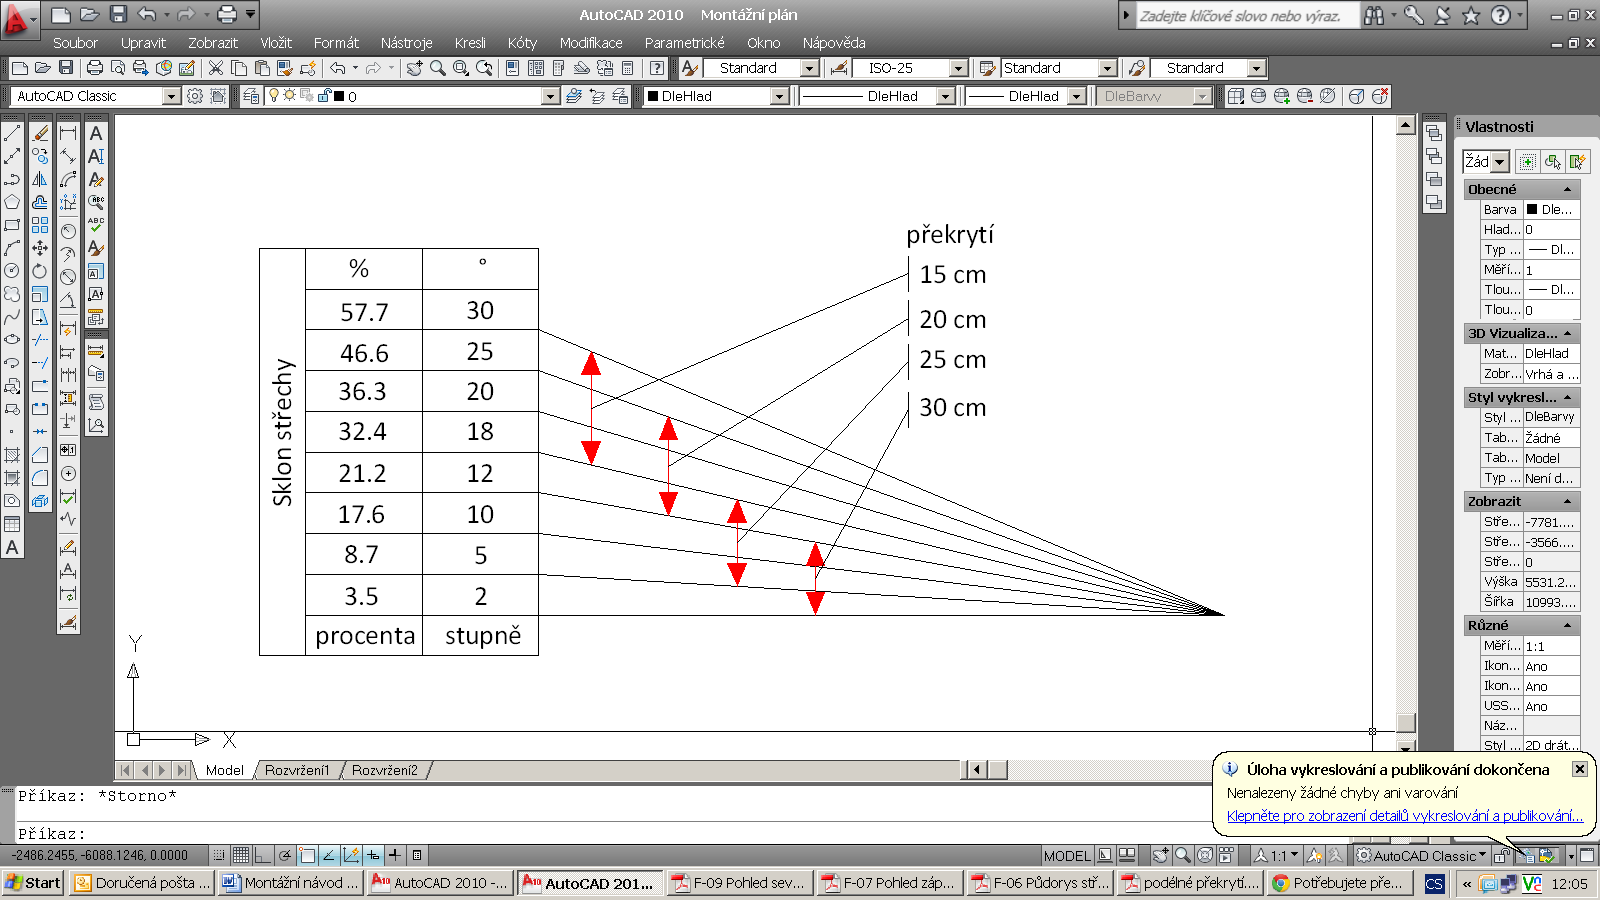 AutoCAD 2010 Montážní plán
Zadejte klíčové slovo nebo výraz.
Soubor Upravit Zobrazit Vložit Formát Nástroje Kresli Kóty Modifikace Parametrické Okno Nápověda
Standard ISO-25 Standard Standard
AutoCAD Classic 0 DleHlad DleHlad DleHlad DleBarvy
Vlastnosti
Žád
Obecné
Barva Dle...
Hlad... 0
Typ ... Dl...
Měří... 1
Tlou... Dl...
Tlou... 0
3D Vizualiza...
Mat... DleHlad
Zobr... Vrhá a ...
Styl vykresl...
Styl ... DleBarvy
Tab... Žádné
Tab... Model
Typ ... Není d...
Zobrazit
Stře... -7781....
Stře... -3566....
Stře... 0
Výška 5531.2...
Šířka 10993....
Různé
Měří... 1:1
Ikon... Ano
Ikon... Ano
USS... Ano
Náz...
Styl ... 2D drát...
překrytí
15 cm
20 cm
25 cm
30 cm
Sklon střechy
% °
57.7 30
46.6 25
36.3 20
32.4 18
21.2 12
17.6 10
8.7 5
3.5 2
procenta stupně
Y
X
Model Rozvržení1 Rozvržení2
Příkaz: *Storno*
Příkaz:
Úloha vykreslování a publikování dokončena
Nenalezeny žádné chyby ani varování
Klepněte pro zobrazení detailů vykreslování a publikování...
-2486.2455, -6088.1246, 0.0000 MODEL 1:1 AutoCAD Classic
Start Doručená pošta ... Montážní návod ... AutoCAD 2010 -... AutoCAD 201... F-09 Pohled sev... F-07 Pohled záp... F-06 Půdorys stř... podélné překrytí.... Potřebujete pře... CS « 12:05